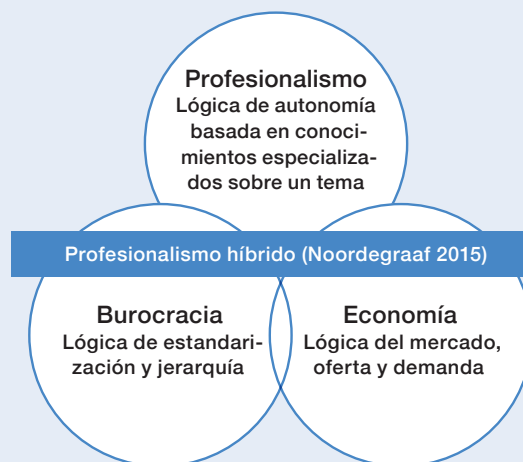 Profesionalismo
Lógica de autonomía
basada en conoci-
mientos especializa-
dos sobre un tema
Profesionalismo híbrido (Noordegraaf 2015)
Burocracia
Lógica de estandari-
zación y jerarquía
Economía
Lógica del mercado,
oferta y demanda